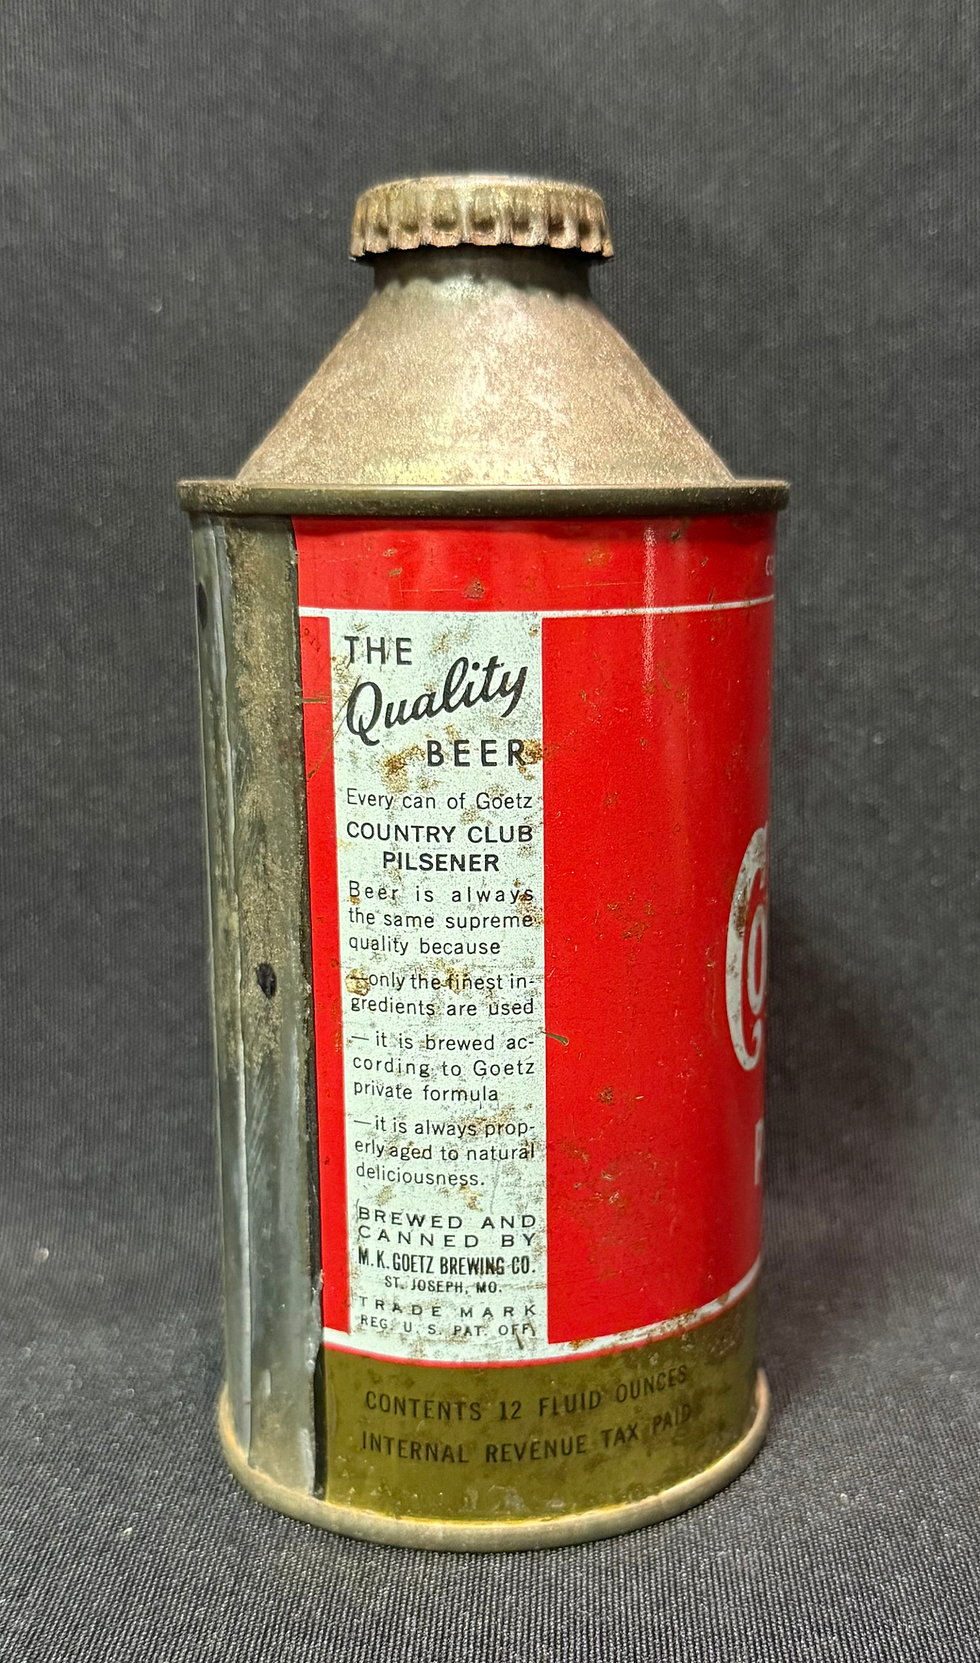 THE
Quality
BEER
Every can of Goetz
COUNTRY CLUB
PILSENER
Beer is always
the same supreme
quality because
—only the finest in-
gredients are used
— it is brewed ac-
cording to Goetz
private formula
—it is always prop-
erly aged to natural
deliciousness.
BREWED AND
CANNED BY
M.K. GOETZ BREWING CO.
ST. JOSEPH, MO.
TRADE MARK
REG. U. S. PAT. OFF.
CONTENTS 12 FLUID OUNCES
INTERNAL REVENUE TAX PAID